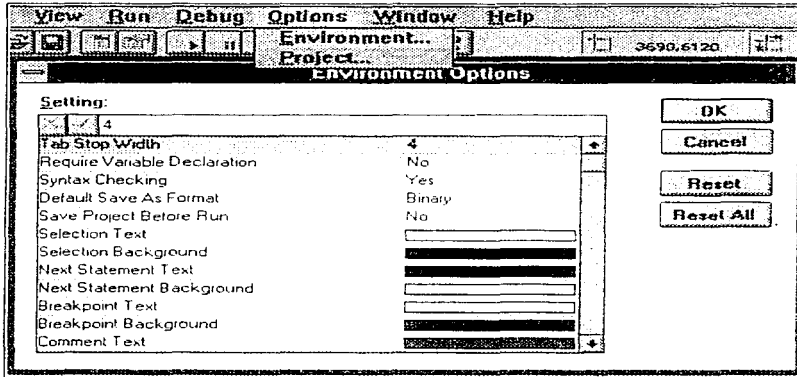 View Run Debug Options Window Help
Environment...
Project...
3690,6120
Environment Options
Setting:
4
Tab Stop Width 4
Require Variable Declaration No
Syntax Checking Yes
Default Save As Format Binary
Save Project Before Run No
Selection Text
Selection Background
Next Statement Text
Next Statement Background
Breakpoint Text
Breakpoint Background
Comment Text
OK
Cancel
Reset
Reset All